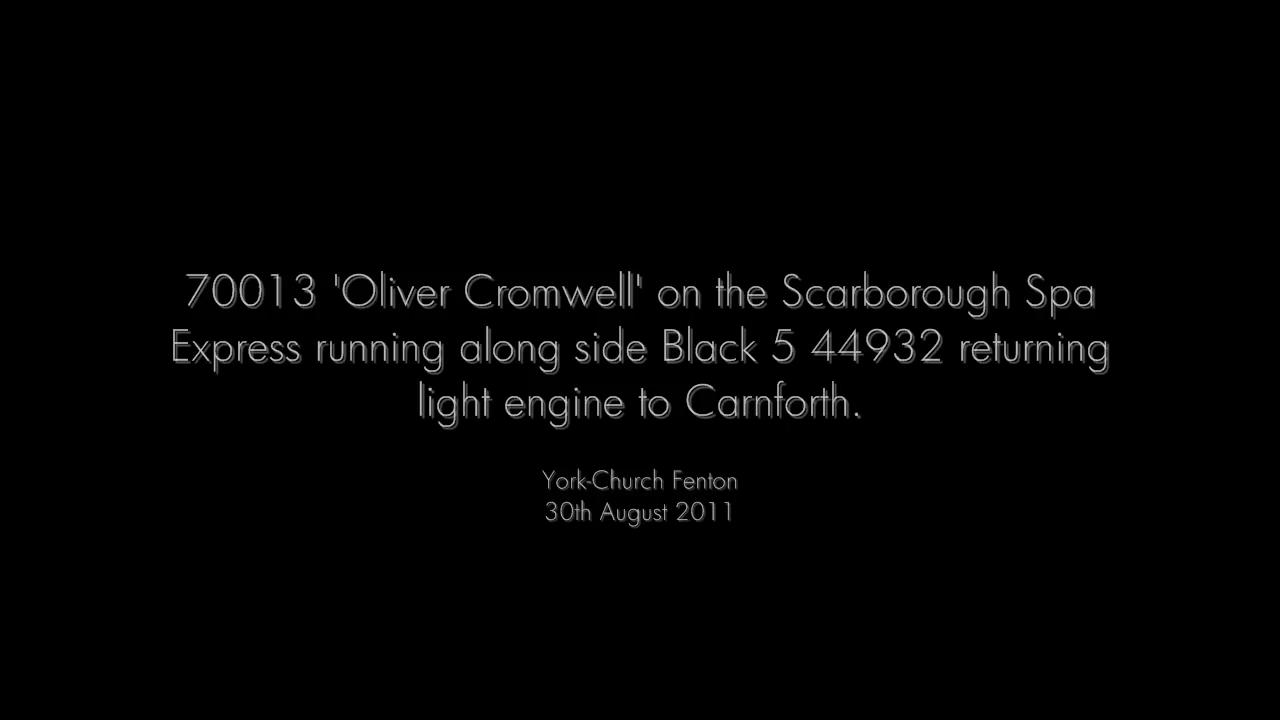 70013 'Oliver Cromwell' on the Scarborough Spa
Express running along side Black 5 44932 returning
light engine to Carnforth.
York-Church Fenton
30th August 2011